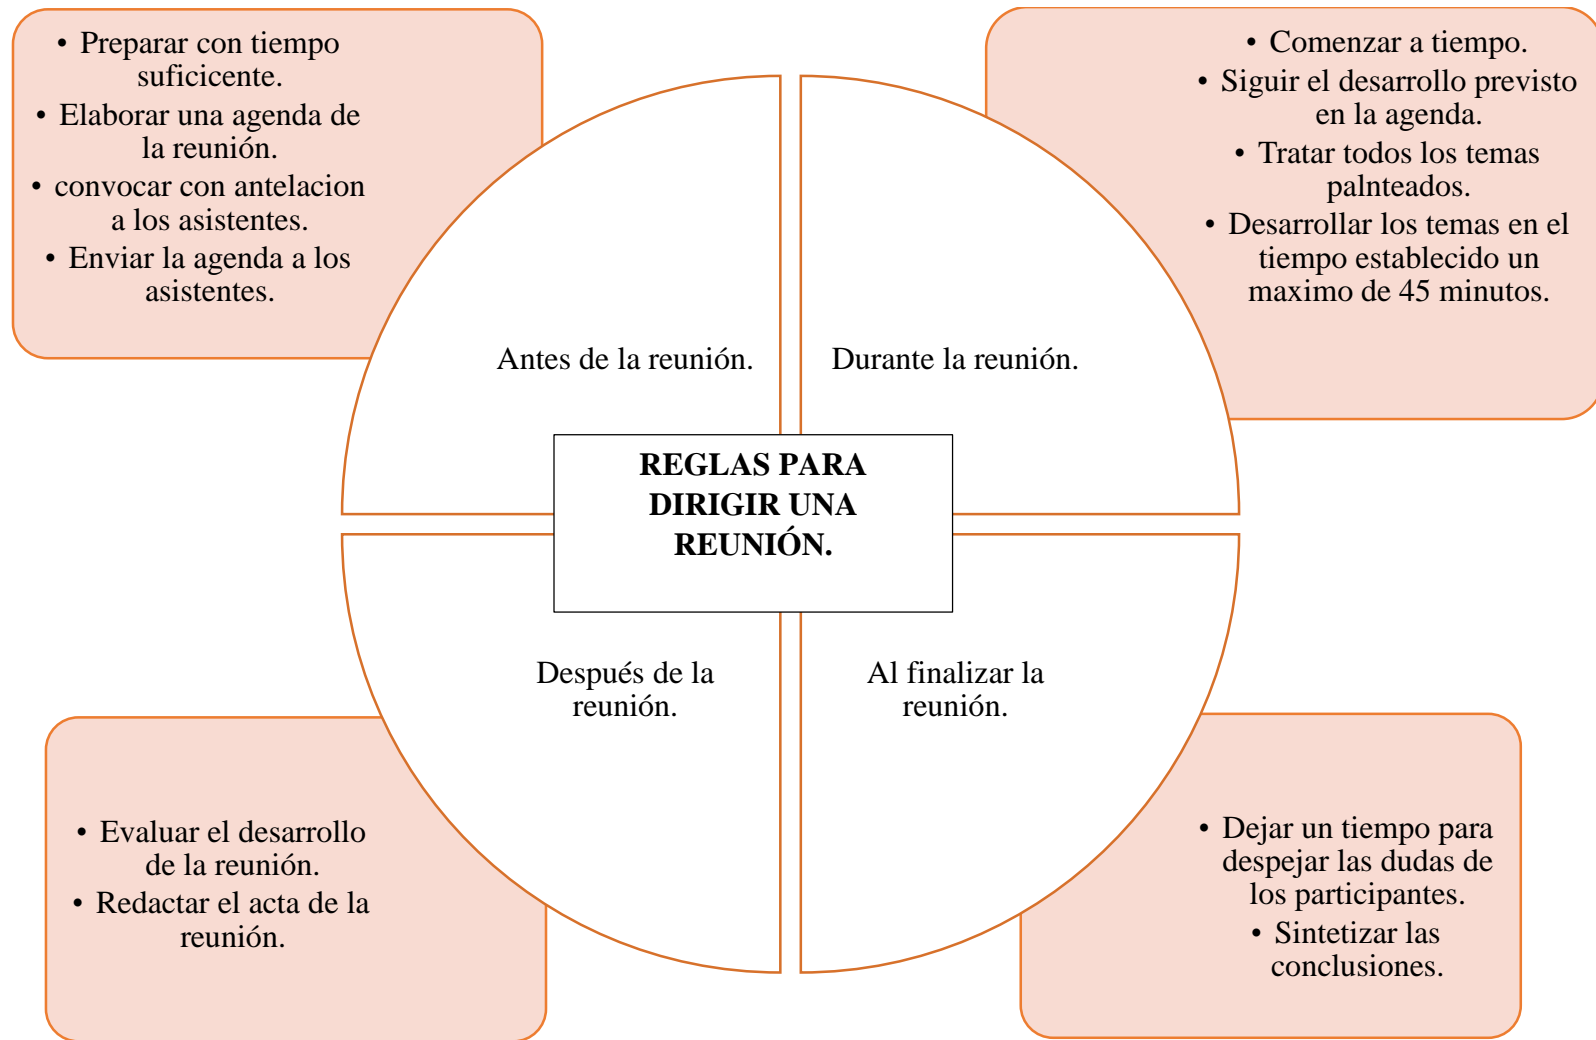 • Preparar con tiempo
suficicente.
• Elaborar una agenda de
la reunión.
• convocar con antelacion
a los asistentes.
• Enviar la agenda a los
asistentes.
• Comenzar a tiempo.
• Siguir el desarrollo previsto
en la agenda.
• Tratar todos los temas
palnteados.
• Desarrollar los temas en el
tiempo establecido un
maximo de 45 minutos.
Antes de la reunión.
Durante la reunión.
REGLAS PARA
DIRIGIR UNA
REUNIÓN.
Después de la
reunión.
Al finalizar la
reunión.
• Evaluar el desarrollo
de la reunión.
• Redactar el acta de la
reunión.
• Dejar un tiempo para
despejar las dudas de
los participantes.
• Sintetizar las
conclusiones.